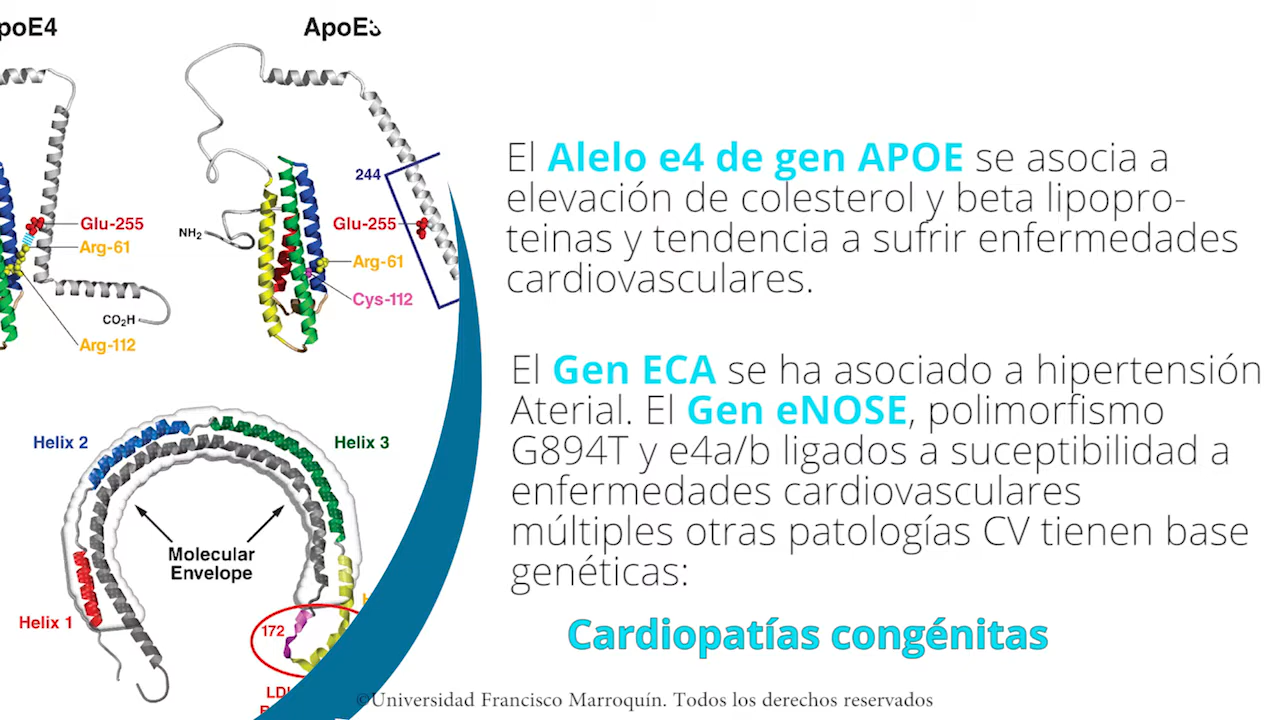 poE4
ApoE3
244
Glu-255
Arg-61
Arg-112
CO2H
NH2
Glu-255
Arg-61
Cys-112
Helix 2
Helix 3
Molecular
Envelope
Helix 1
172
El Alelo e4 de gen APOE se asocia a
elevación de colesterol y beta lipopro-
teinas y tendencia a sufrir enfermedades
cardiovasculares.
El Gen ECA se ha asociado a hipertensión
Aterial. El Gen eNOSE, polimorfismo
G894T y e4a/b ligados a suceptibilidad a
enfermedades cardiovasculares
múltiples otras patologías CV tienen base
genéticas:
Cardiopatías congénitas
©Universidad Francisco Marroquín. Todos los derechos reservados